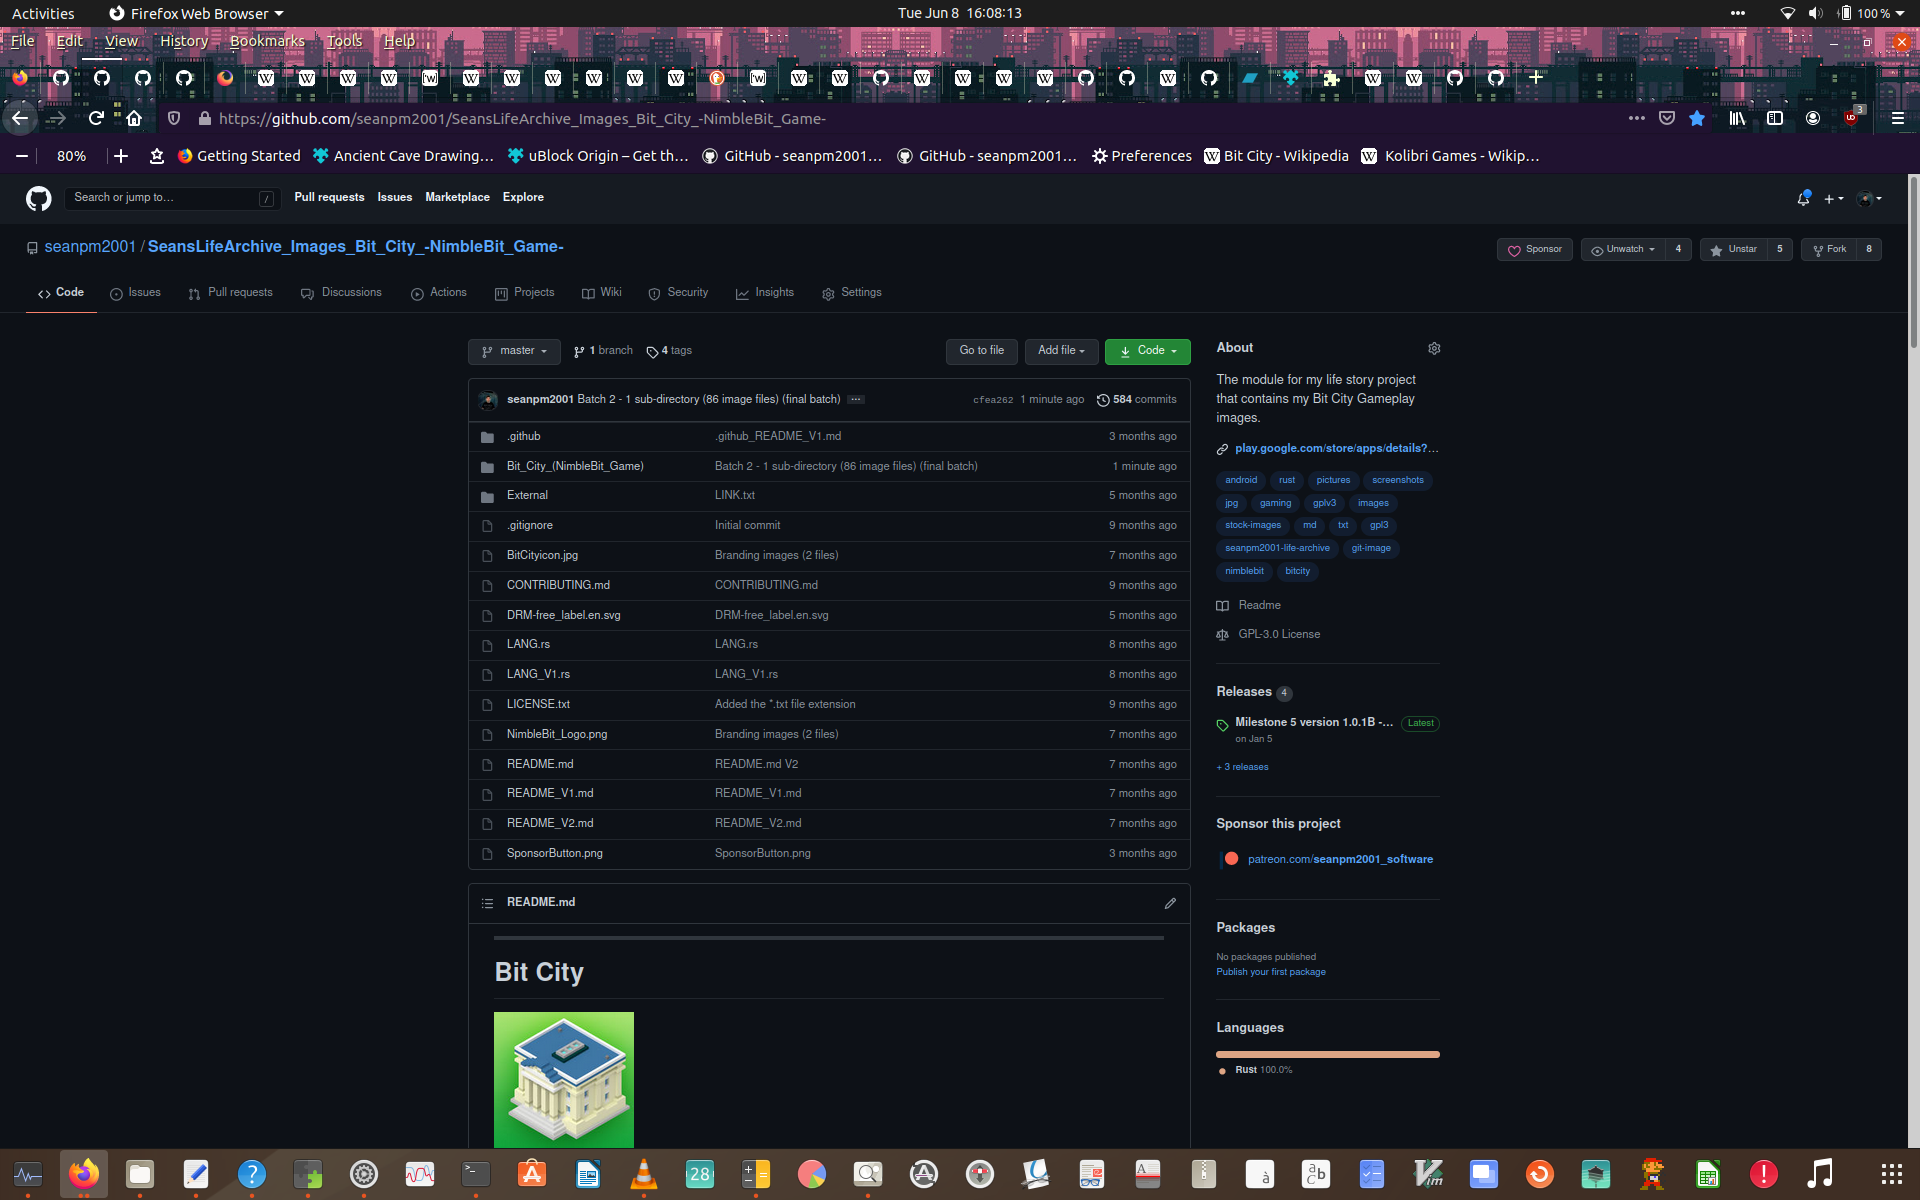 Activities Firefox Web Browser Tue Jun 8 16:08:13 100 %
File Edit View History Bookmarks Tools Help
https://github.com/seanpm2001/SeansLifeArchive_Images_Bit_City_-NimbleBit_Game- 3
80% Getting Started Ancient Cave Drawing… uBlock Origin – Get th… GitHub - seanpm2001… GitHub - seanpm2001… Preferences Bit City - Wikipedia Kolibri Games - Wikip…
Search or jump to… / Pull requests Issues Marketplace Explore
seanpm2001 / SeansLifeArchive_Images_Bit_City_-NimbleBit_Game- Sponsor Unwatch 4 Unstar 5 Fork 8
Code Issues Pull requests Discussions Actions Projects Wiki Security Insights Settings
master 1 branch 4 tags Go to file Add file Code
seanpm2001 Batch 2 - 1 sub-directory (86 image files) (final batch) … cfea262 1 minute ago 584 commits
.github .github_README_V1.md 3 months ago
Bit_City_(NimbleBit_Game) Batch 2 - 1 sub-directory (86 image files) (final batch) 1 minute ago
External LINK.txt 5 months ago
.gitignore Initial commit 9 months ago
BitCityicon.jpg Branding images (2 files) 7 months ago
CONTRIBUTING.md CONTRIBUTING.md 9 months ago
DRM-free_label.en.svg DRM-free_label.en.svg 5 months ago
LANG.rs LANG.rs 8 months ago
LANG_V1.rs LANG_V1.rs 8 months ago
LICENSE.txt Added the *.txt file extension 9 months ago
NimbleBit_Logo.png Branding images (2 files) 7 months ago
README.md README.md V2 7 months ago
README_V1.md README_V1.md 7 months ago
README_V2.md README_V2.md 7 months ago
SponsorButton.png SponsorButton.png 3 months ago
README.md
Bit City
About
The module for my life story project
that contains my Bit City Gameplay
images.
play.google.com/store/apps/details?…
android rust pictures screenshots
jpg gaming gplv3 images
stock-images md txt gpl3
seanpm2001-life-archive git-image
nimblebit bitcity
Readme
GPL-3.0 License
Releases 4
Milestone 5 version 1.0.1B -… Latest
on Jan 5
+ 3 releases
Sponsor this project
patreon.com/seanpm2001_software
Packages
No packages published
Publish your first package
Languages
Rust 100.0%
28